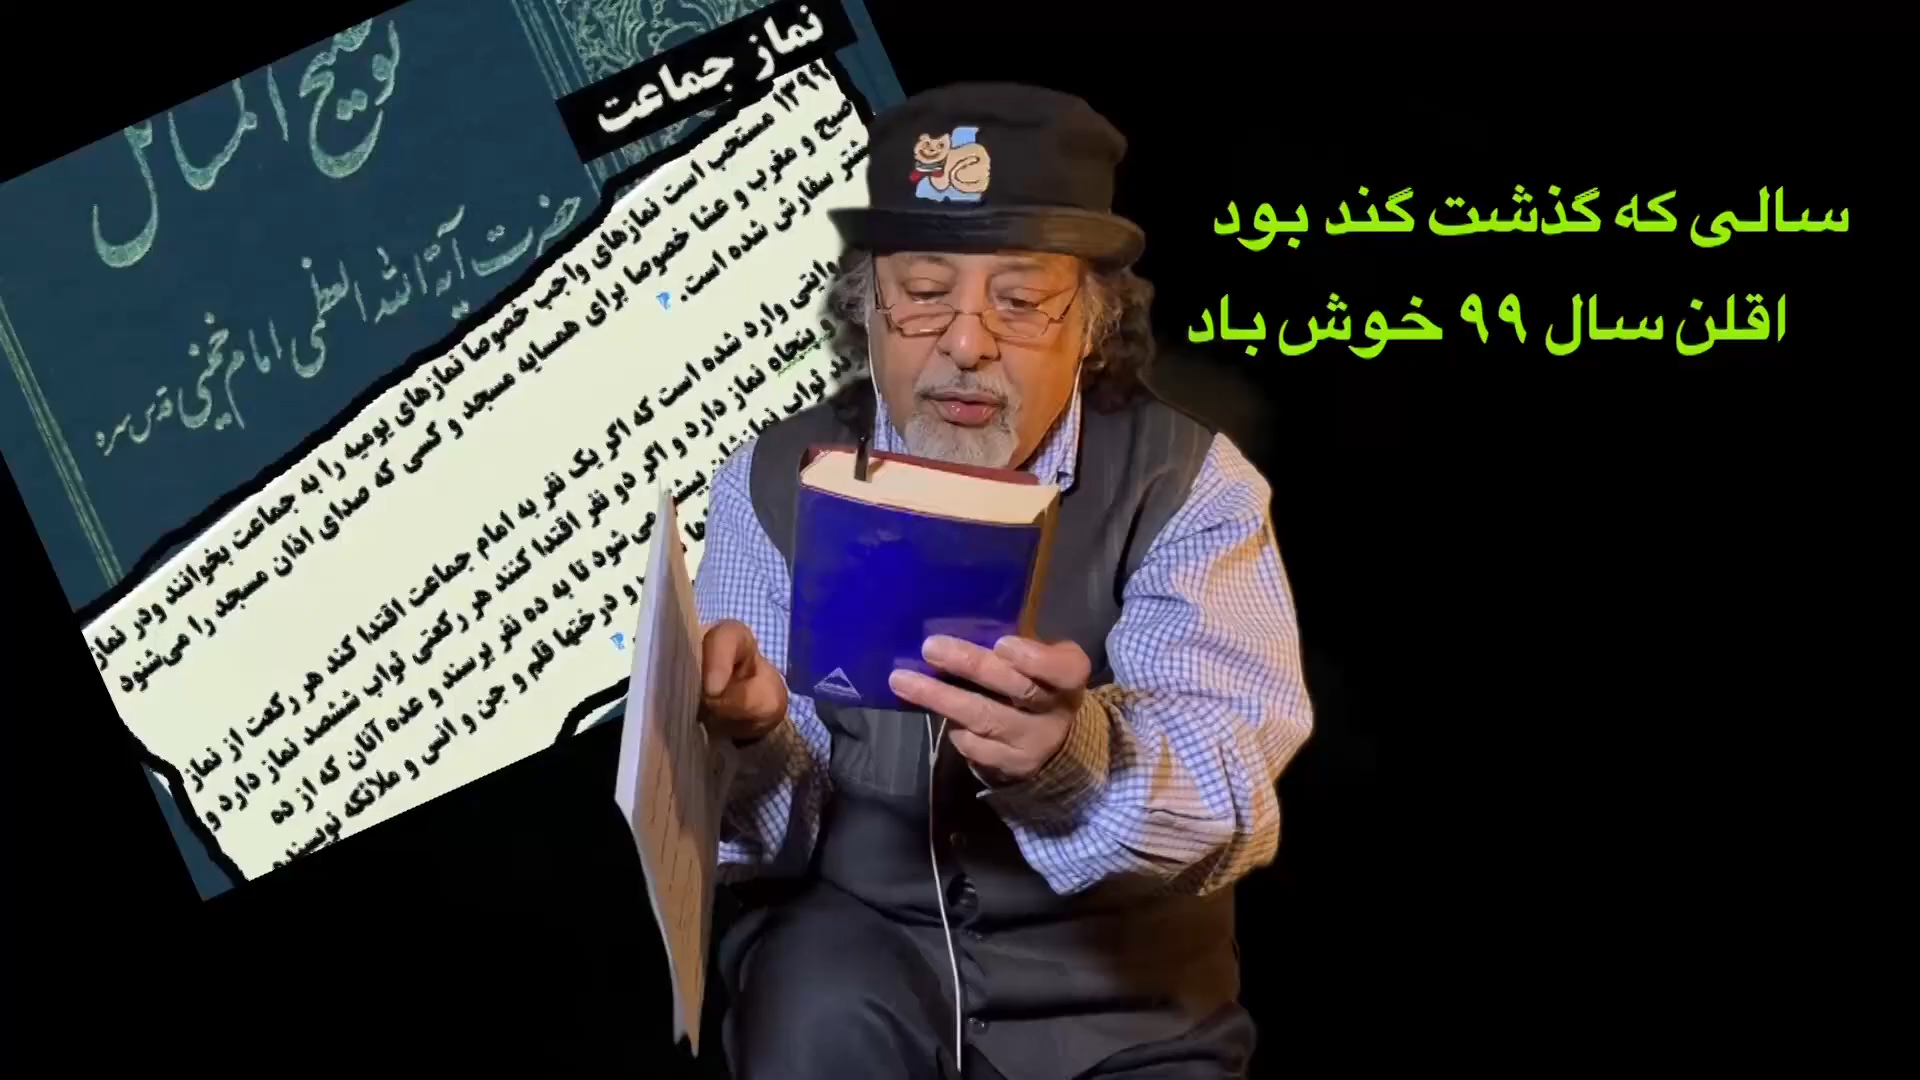 سالی که گذشت گند بود
اقلن سال ۹۹ خوش باد
توضیح المسائل
حضرت آیة الله العظمی امام خمینی قدس سره
نماز جماعت
۱۳۹۹ مستحب است نمازهای واجب خصوصا نمازهای یومیه را به جماعت بخوانند ودر نماز
صبح و مغرب و عشا خصوصا برای همسایه مسجد و کسی که صدای اذان مسجد را می‌شنود
سفارش شده است.
وارد شده است که اگر یک نفر به امام جماعت اقتدا کند هر رکعت از نماز
و پنجاه نماز دارد و اگر دو نفر اقتدا کنند هر رکعتی ثواب ششصد نماز دارد و
ثواب نمازشان می‌شود تا به ده نفر برسند و عده آنان که از ده
و درختها قلم و جن و انس و ملائکه نویسنده